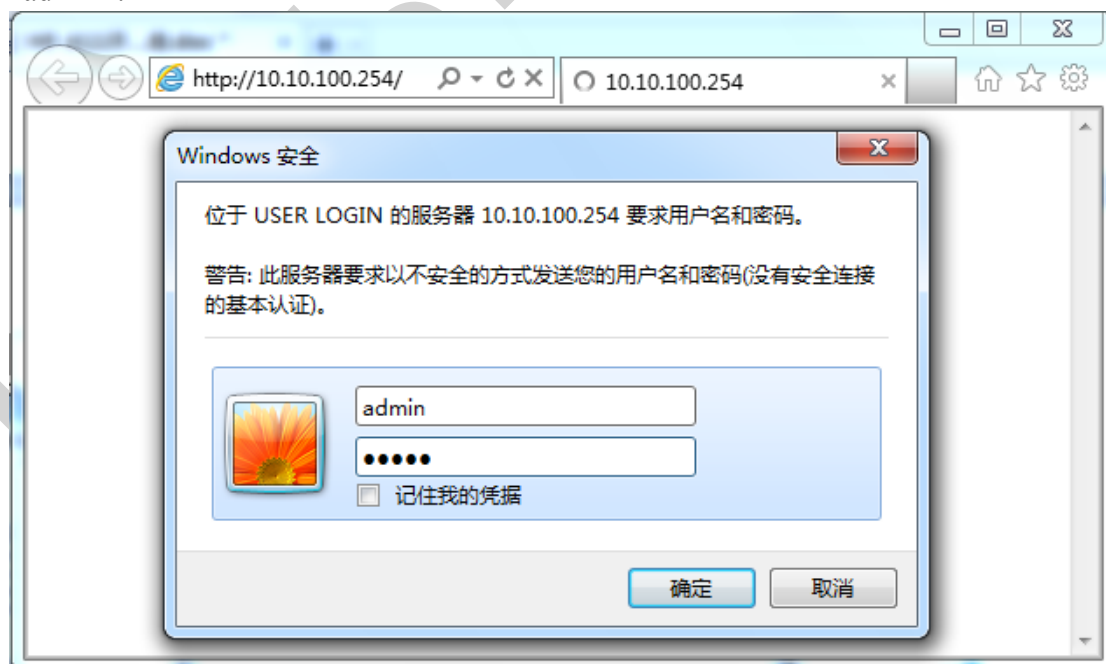 http://10.10.100.254/
10.10.100.254
Windows 安全
位于 USER LOGIN 的服务器 10.10.100.254 要求用户名和密码。
警告: 此服务器要求以不安全的方式发送您的用户名和密码(没有安全连接
的基本认证)。
admin
●●●●●
记住我的凭据
确定
取消